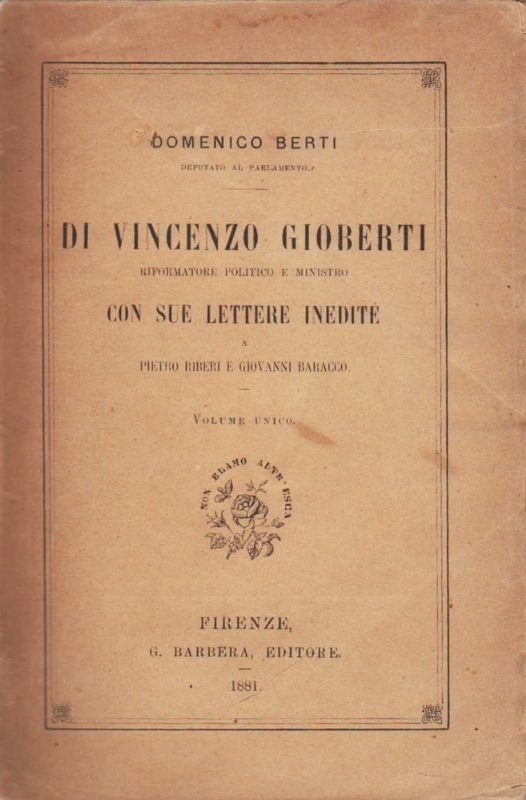 DOMENICO BERTI
DEPUTATO AL PARLAMENTO.
DI VINCENZO GIOBERTI
RIFORMATORE POLITICO E MINISTRO
CON SUE LETTERE INEDITE
A
PIETRO RIBERI E GIOVANNI BARACCO.
VOLUME UNICO.
NON BRAMO ALTR'ESCA
FIRENZE,
G. BARBÈRA, EDITORE.
1881.